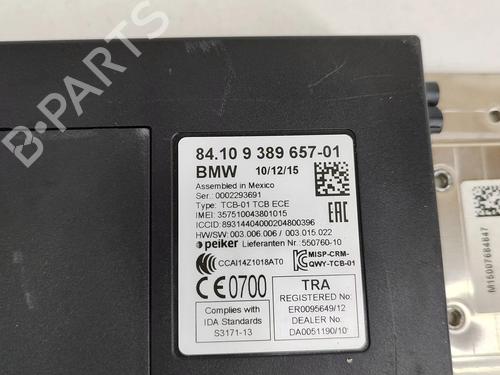 84.10 9 389 657-01
BMW 10/12/15
Assembled in Mexico
Ser.: 0002293691
Type: TCB-01 TCB ECE
IMEI: 357510043801015
ICCID: 89314404000204800396
HW/SW: 003.006.006 / 003.015.022
peiker Lieferanten Nr.: 550760-10
CCAI14Z1018AT0
MISP-CRM-
QWY-TCB-01
EAC
CE0700
Complies with
IDA Standards
S3171-13
TRA
REGISTERED No:
ER0095649/12
DEALER No:
DA0051190/10
M15007684847
B-PARTS